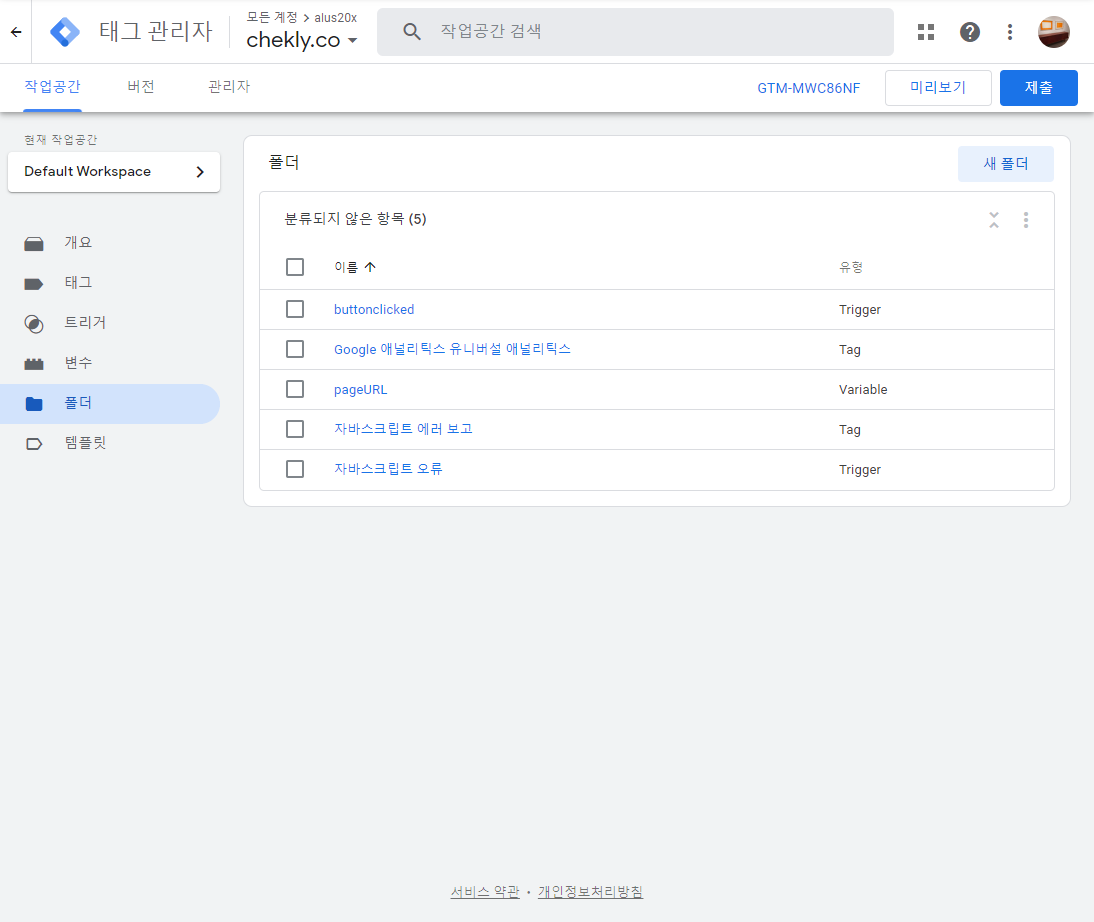 태그 관리자
모든 계정 > alus20x
chekly.co
작업공간 검색
작업공간
버전
관리자
GTM-MWC86NF
미리보기
제출
현재 작업공간
Default Workspace
개요
태그
트리거
변수
폴더
템플릿
폴더
새 폴더
분류되지 않은 항목 (5)
이름 유형
buttonclicked Trigger
Google 애널리틱스 유니버설 애널리틱스 Tag
pageURL Variable
자바스크립트 에러 보고 Tag
자바스크립트 오류 Trigger
서비스 약관 • 개인정보처리방침